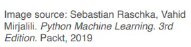 Image source: Sebastian Raschka, Vahid
Mirjalili. Python Machine Learning. 3rd
Edition. Packt, 2019